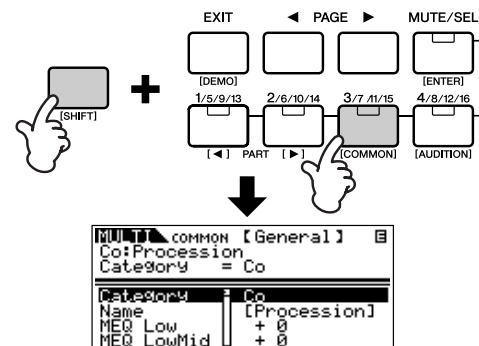 EXIT ◀ PAGE ▶ MUTE/SEL
[DEMO] [ENTER]
[SHIFT]
1/5/9/13 2/6/10/14 3/7/11/15 4/8/12/16
[◀] PART [▶] [COMMON] [AUDITION]
MULTI COMMON [General] E
Co:Procession
Category = Co
Category Co
Name [Procession]
MEQ Low + 0
MEQ LowMid + 0